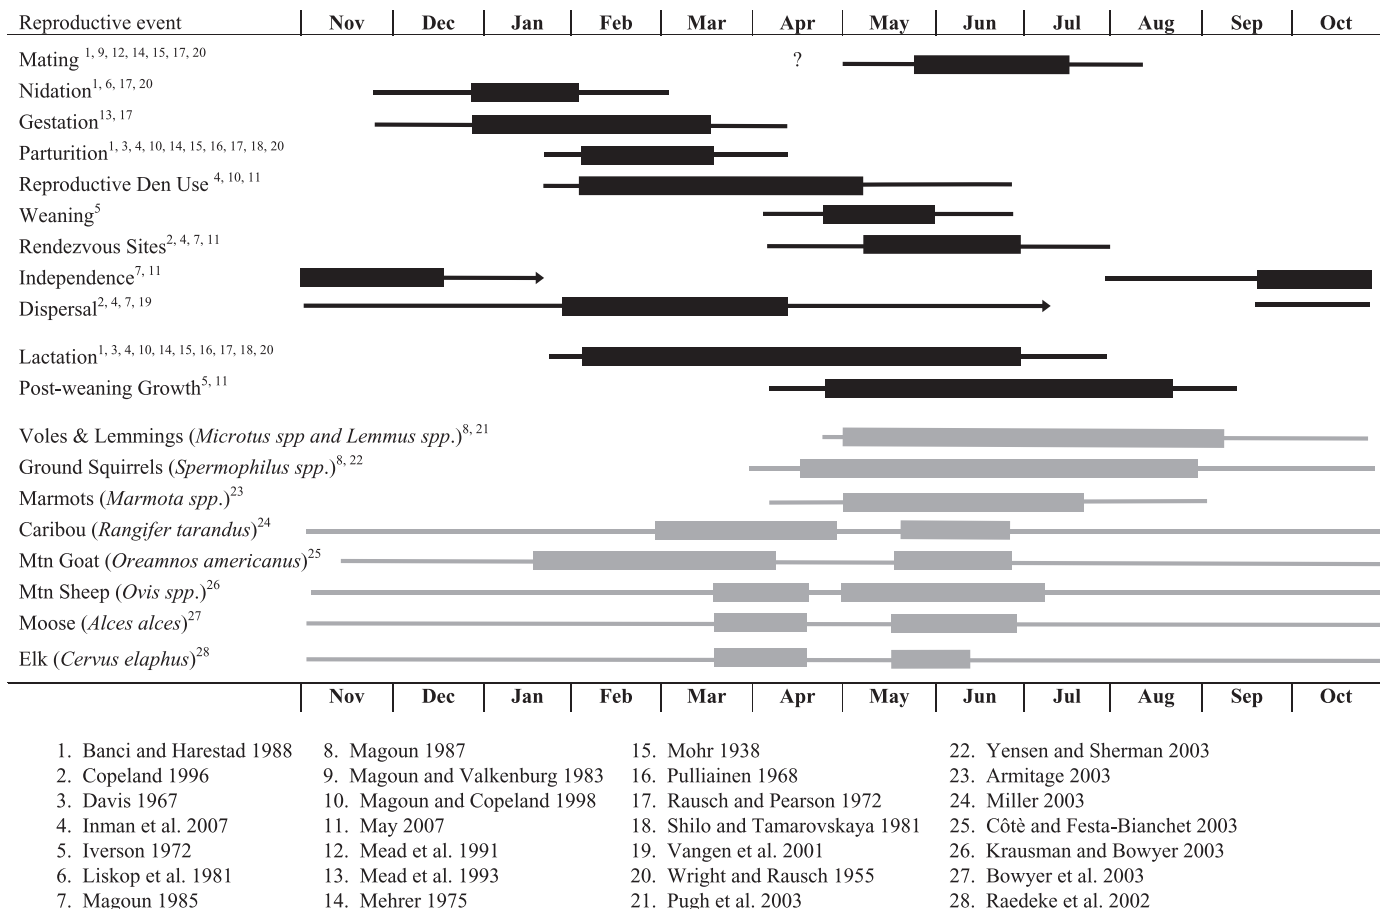 Reproductive event Nov Dec Jan Feb Mar Apr May Jun Jul Aug Sep Oct
Mating 1, 9, 12, 14, 15, 17, 20 ?
Nidation1, 6, 17, 20
Gestation13, 17
Parturition1, 3, 4, 10, 14, 15, 16, 17, 18, 20
Reproductive Den Use 4, 10, 11
Weaning5
Rendezvous Sites2, 4, 7, 11
Independence7, 11
Dispersal2, 4, 7, 19
Lactation1, 3, 4, 10, 14, 15, 16, 17, 18, 20
Post-weaning Growth5, 11
Voles & Lemmings (Microtus spp and Lemmus spp.)8, 21
Ground Squirrels (Spermophilus spp.)8, 22
Marmots (Marmota spp.)23
Caribou (Rangifer tarandus)24
Mtn Goat (Oreamnos americanus)25
Mtn Sheep (Ovis spp.)26
Moose (Alces alces)27
Elk (Cervus elaphus)28
Nov Dec Jan Feb Mar Apr May Jun Jul Aug Sep Oct
1. Banci and Harestad 1988 8. Magoun 1987 15. Mohr 1938 22. Yensen and Sherman 2003
2. Copeland 1996 9. Magoun and Valkenburg 1983 16. Pulliainen 1968 23. Armitage 2003
3. Davis 1967 10. Magoun and Copeland 1998 17. Rausch and Pearson 1972 24. Miller 2003
4. Inman et al. 2007 11. May 2007 18. Shilo and Tamarovskaya 1981 25. Côtè and Festa-Bianchet 2003
5. Iverson 1972 12. Mead et al. 1991 19. Vangen et al. 2001 26. Krausman and Bowyer 2003
6. Liskop et al. 1981 13. Mead et al. 1993 20. Wright and Rausch 1955 27. Bowyer et al. 2003
7. Magoun 1985 14. Mehrer 1975 21. Pugh et al. 2003 28. Raedeke et al. 2002